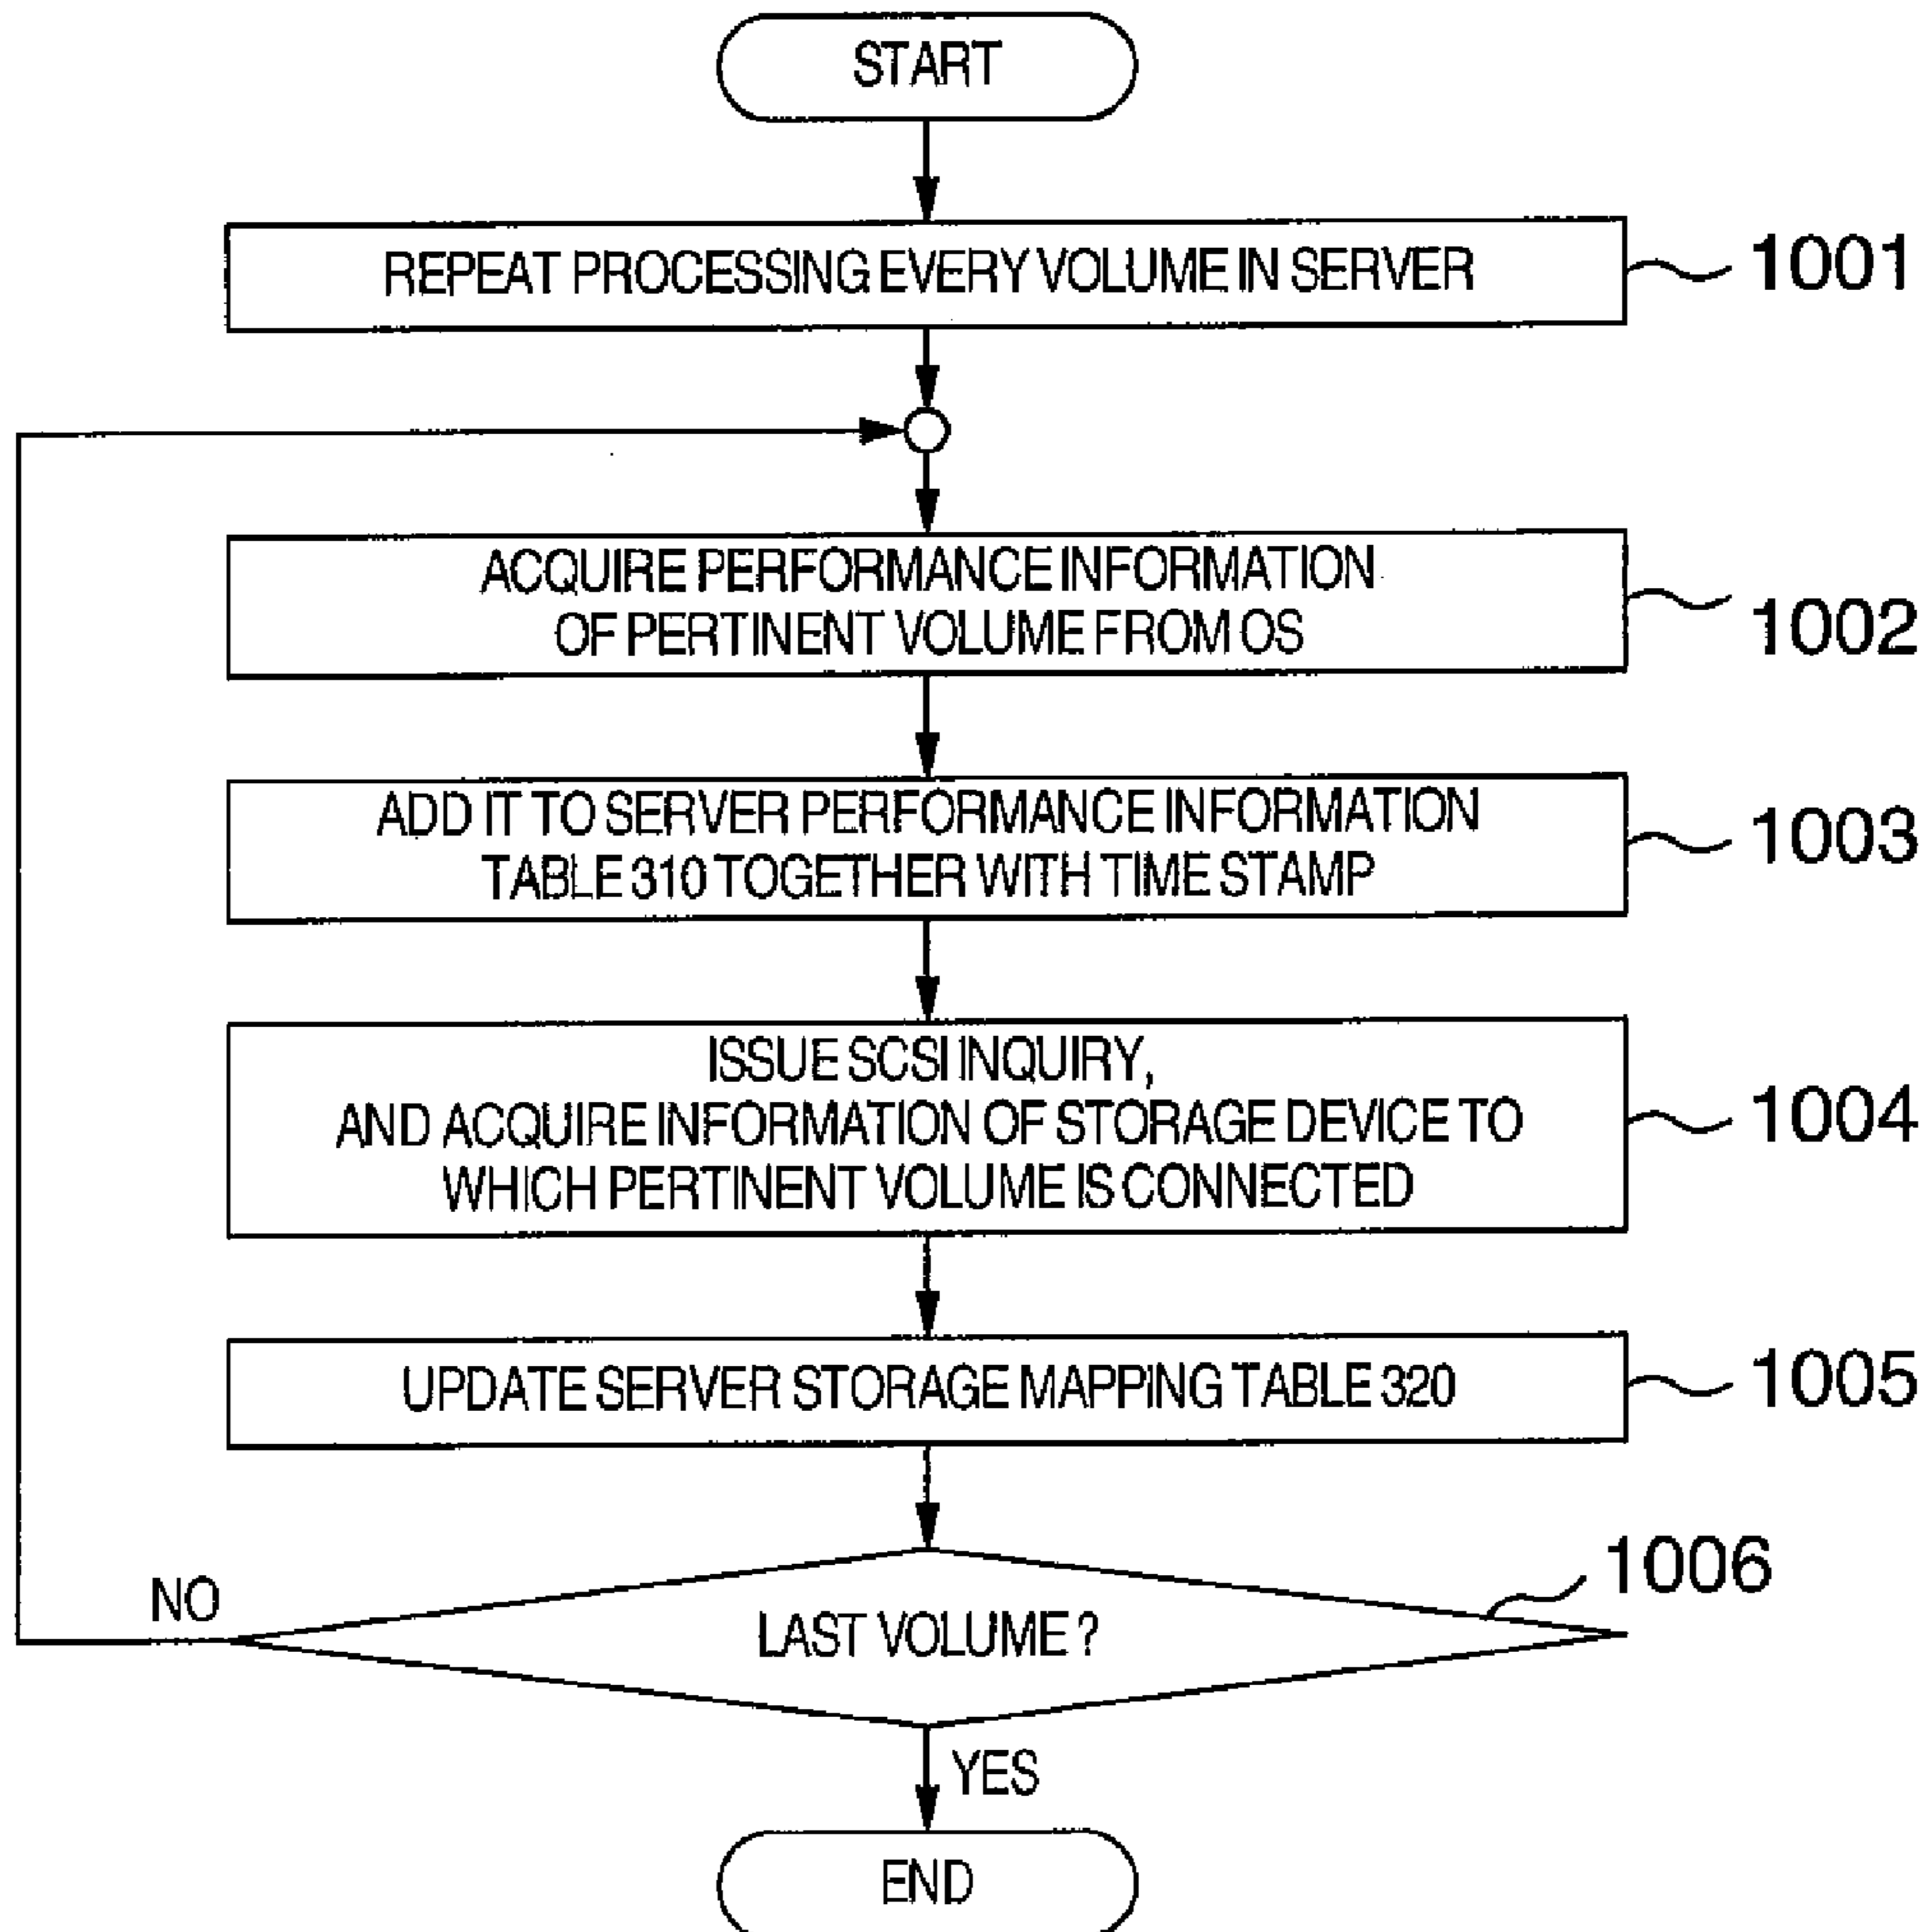 START
REPEAT PROCESSING EVERY VOLUME IN SERVER
1001
ACQUIRE PERFORMANCE INFORMATION
OF PERTINENT VOLUME FROM OS
1002
ADD IT TO SERVER PERFORMANCE INFORMATION
TABLE 310 TOGETHER WITH TIME STAMP
1003
ISSUE SCSI INQUIRY,
AND ACQUIRE INFORMATION OF STORAGE DEVICE TO
WHICH PERTINENT VOLUME IS CONNECTED
1004
UPDATE SERVER STORAGE MAPPING TABLE 320
1005
1006
NO
LAST VOLUME?
YES
END